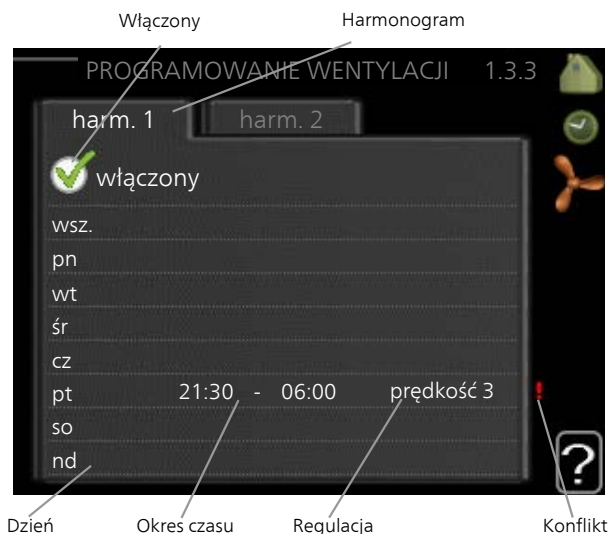 Włączony Harmonogram
PROGRAMOWANIE WENTYLACJI 1.3.3
harm. 1 harm. 2
włączony
wsz.
pn
wt
śr
cz
pt 21:30 - 06:00 prędkość 3 !
so
nd
?
Dzień Okres czasu Regulacja Konflikt